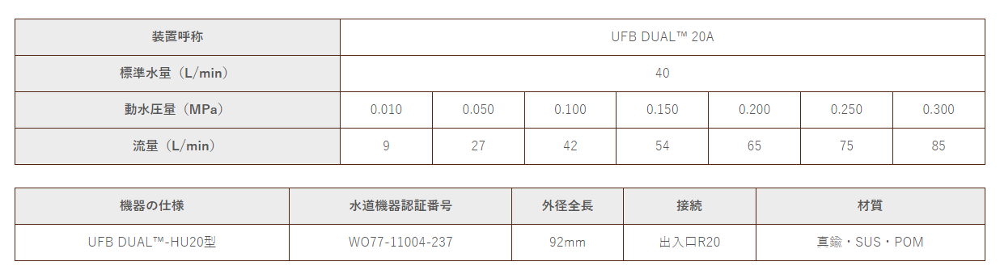 装置呼称 UFB DUAL™ 20A
標準水量（L/min） 40
動水圧量（MPa） 0.010 0.050 0.100 0.150 0.200 0.250 0.300
流量（L/min） 9 27 42 54 65 75 85
機器の仕様 水道機器認証番号 外径全長 接続 材質
UFB DUAL™-HU20型 WO77-11004-237 92mm 出入口R20 真鍮・SUS・POM